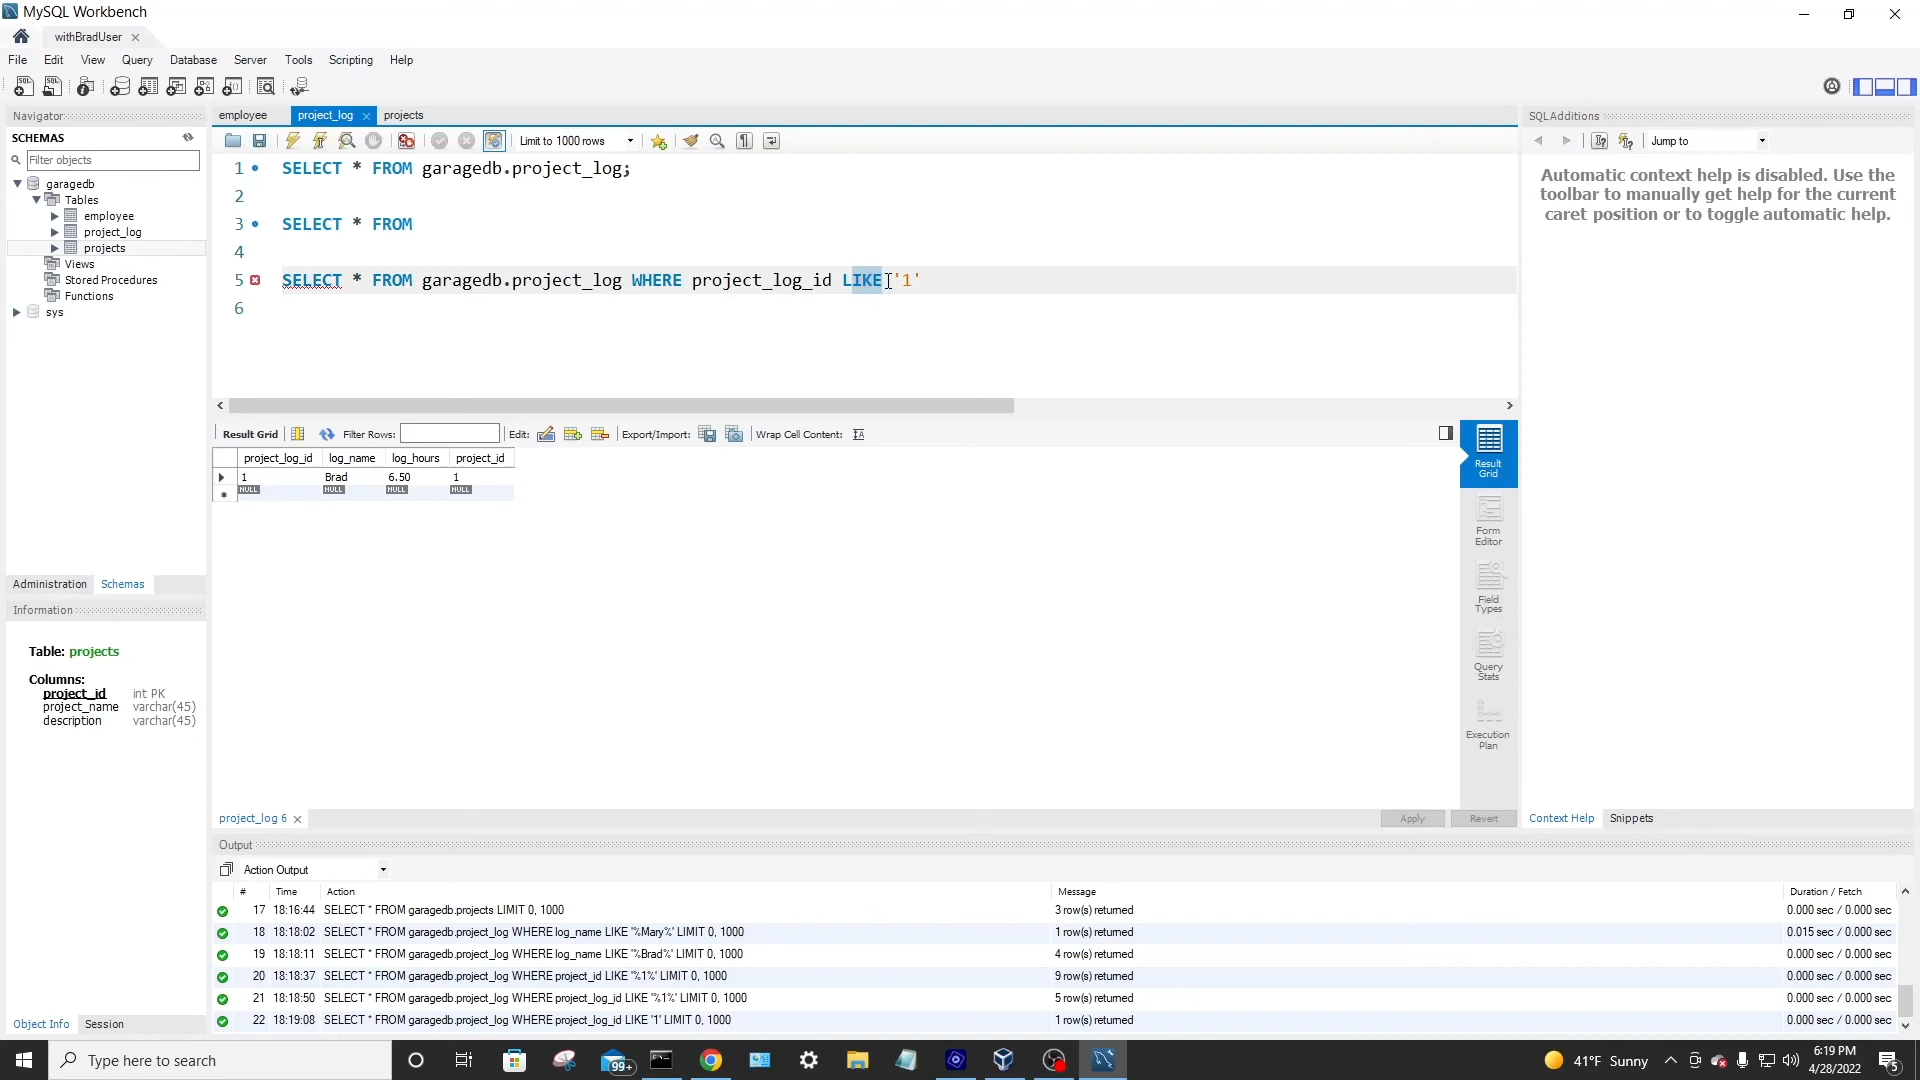 MySQL Workbench
withBradUser
File Edit View Query Database Server Tools Scripting Help
Navigator
SCHEMAS
Filter objects
garagedb
Tables
employee
project_log
projects
Views
Stored Procedures
Functions
sys
Administration Schemas
Information
Table: projects
Columns:
project_id int PK
project_name varchar(45)
description varchar(45)
Object Info Session
employee project_log projects
Limit to 1000 rows
1 SELECT * FROM garagedb.project_log;
2
3 SELECT * FROM
4
5 SELECT * FROM garagedb.project_log WHERE project_log_id LIKE '1'
6
Result Grid Filter Rows: Edit: Export/Import: Wrap Cell Content:
project_log_id log_name log_hours project_id
1 Brad 6.50 1
NULL NULL NULL NULL
Result Grid
Form Editor
Field Types
Query Stats
Execution Plan
project_log 6 Apply Revert
SQLAdditions
Jump to
Automatic context help is disabled. Use the
toolbar to manually get help for the current
caret position or to toggle automatic help.
Context Help Snippets
Output
Action Output
# Time Action Message Duration / Fetch
17 18:16:44 SELECT * FROM garagedb.projects LIMIT 0, 1000 3 row(s) returned 0.000 sec / 0.000 sec
18 18:18:02 SELECT * FROM garagedb.project_log WHERE log_name LIKE '%Mary%' LIMIT 0, 1000 1 row(s) returned 0.015 sec / 0.000 sec
19 18:18:11 SELECT * FROM garagedb.project_log WHERE log_name LIKE '%Brad%' LIMIT 0, 1000 4 row(s) returned 0.000 sec / 0.000 sec
20 18:18:37 SELECT * FROM garagedb.project_log WHERE project_id LIKE '%1%' LIMIT 0, 1000 9 row(s) returned 0.000 sec / 0.000 sec
21 18:18:50 SELECT * FROM garagedb.project_log WHERE project_log_id LIKE '%1%' LIMIT 0, 1000 5 row(s) returned 0.000 sec / 0.000 sec
22 18:19:08 SELECT * FROM garagedb.project_log WHERE project_log_id LIKE '1' LIMIT 0, 1000 1 row(s) returned 0.000 sec / 0.000 sec
Type here to search
99+
41°F Sunny
6:19 PM
4/28/2022
5